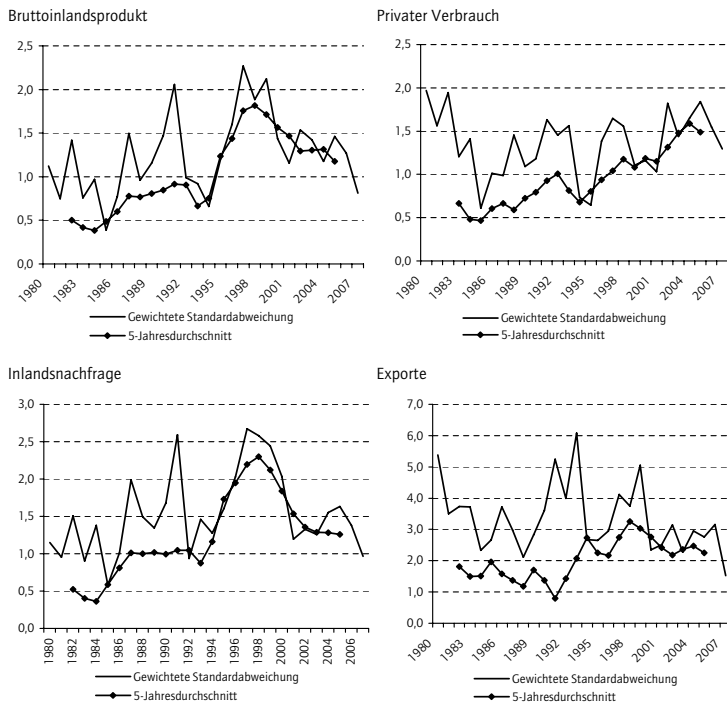 Bruttoinlandsprodukt
2,5
2,0
1,5
1,0
0,5
0,0
1980 1983 1986 1989 1992 1995 1998 2001 2004 2007
Gewichtete Standardabweichung
5-Jahresdurchschnitt
Privater Verbrauch
2,5
2,0
1,5
1,0
0,5
0,0
1980 1983 1986 1989 1992 1995 1998 2001 2004 2007
Gewichtete Standardabweichung
5-Jahresdurchschnitt
Inlandsnachfrage
3,0
2,5
2,0
1,5
1,0
0,5
0,0
1980 1982 1984 1986 1988 1990 1992 1994 1996 1998 2000 2002 2004 2006
Gewichtete Standardabweichung
5-Jahresdurchschnitt
Exporte
7,0
6,0
5,0
4,0
3,0
2,0
1,0
0,0
1980 1983 1986 1989 1992 1995 1998 2001 2004 2007
Gewichtete Standardabweichung
5-Jahresdurchschnitt